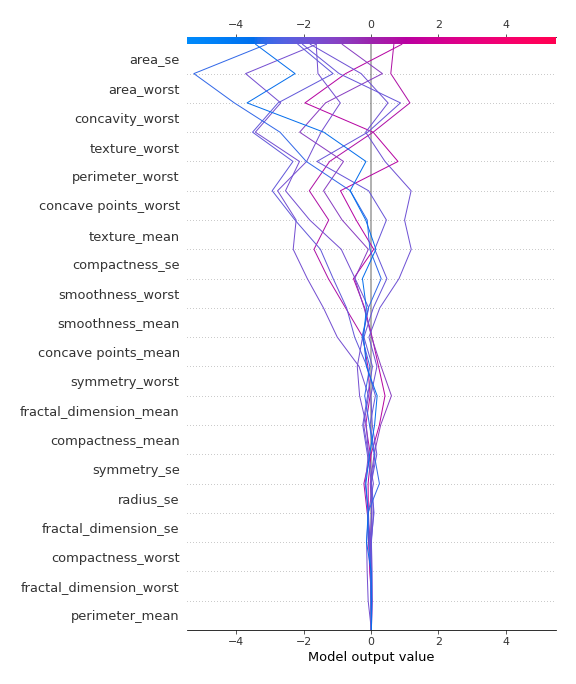 −4 −2 0 2 4
area_se
area_worst
concavity_worst
texture_worst
perimeter_worst
concave points_worst
texture_mean
compactness_se
smoothness_worst
smoothness_mean
concave points_mean
symmetry_worst
fractal_dimension_mean
compactness_mean
symmetry_se
radius_se
fractal_dimension_se
compactness_worst
fractal_dimension_worst
perimeter_mean
−4 −2 0 2 4
Model output value